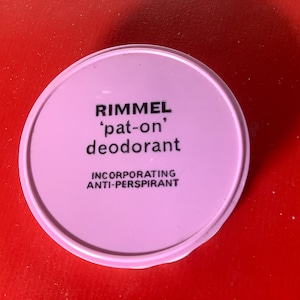 RIMMEL
‘pat-on’
deodorant
INCORPORATING
ANTI-PERSPIRANT